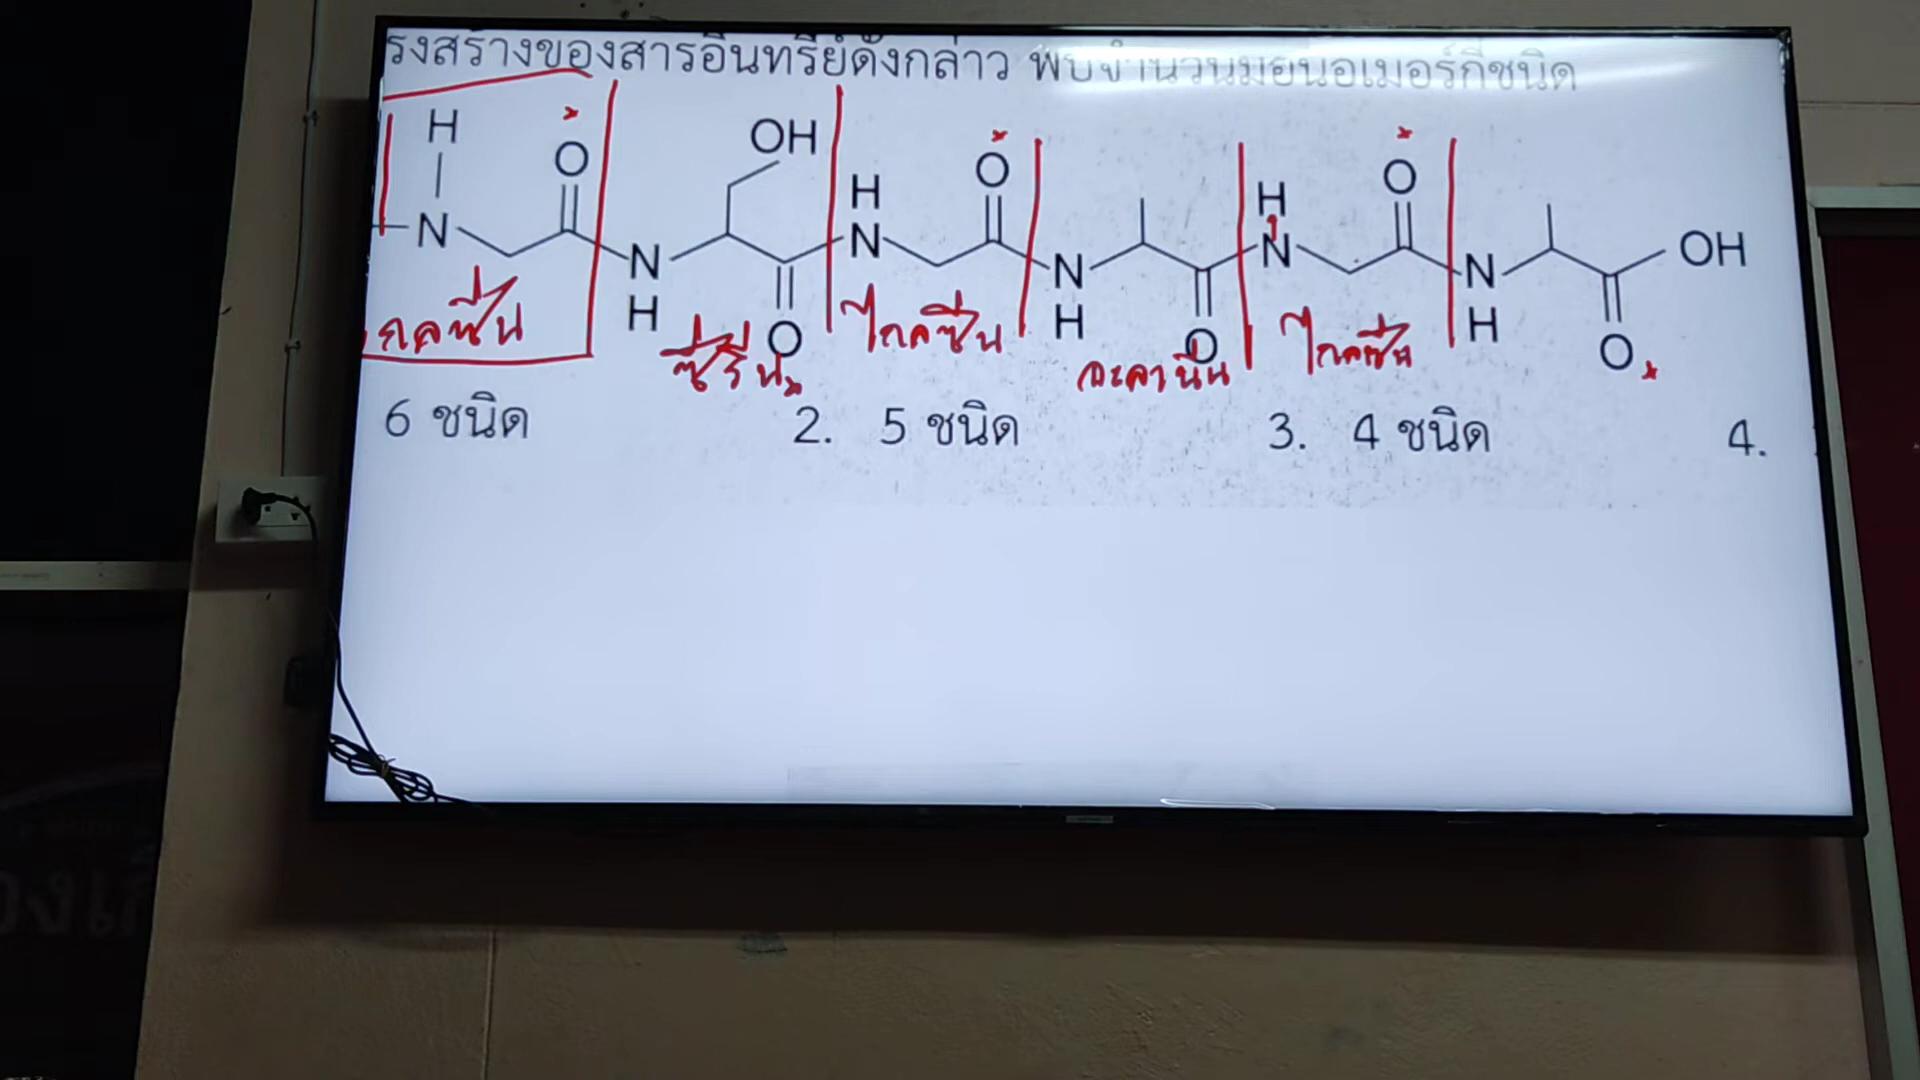 รงสร้างของสารอินทรีย์ดังกล่าว พบจำนวนมอนอเมอร์กี่ชนิด
H O OH H O H O
N N N N N N OH
H H O H O
O
กลซีน ซีรีน ไกลซีน อะลานีน ไกลซีน
6 ชนิด 2. 5 ชนิด 3. 4 ชนิด 4.